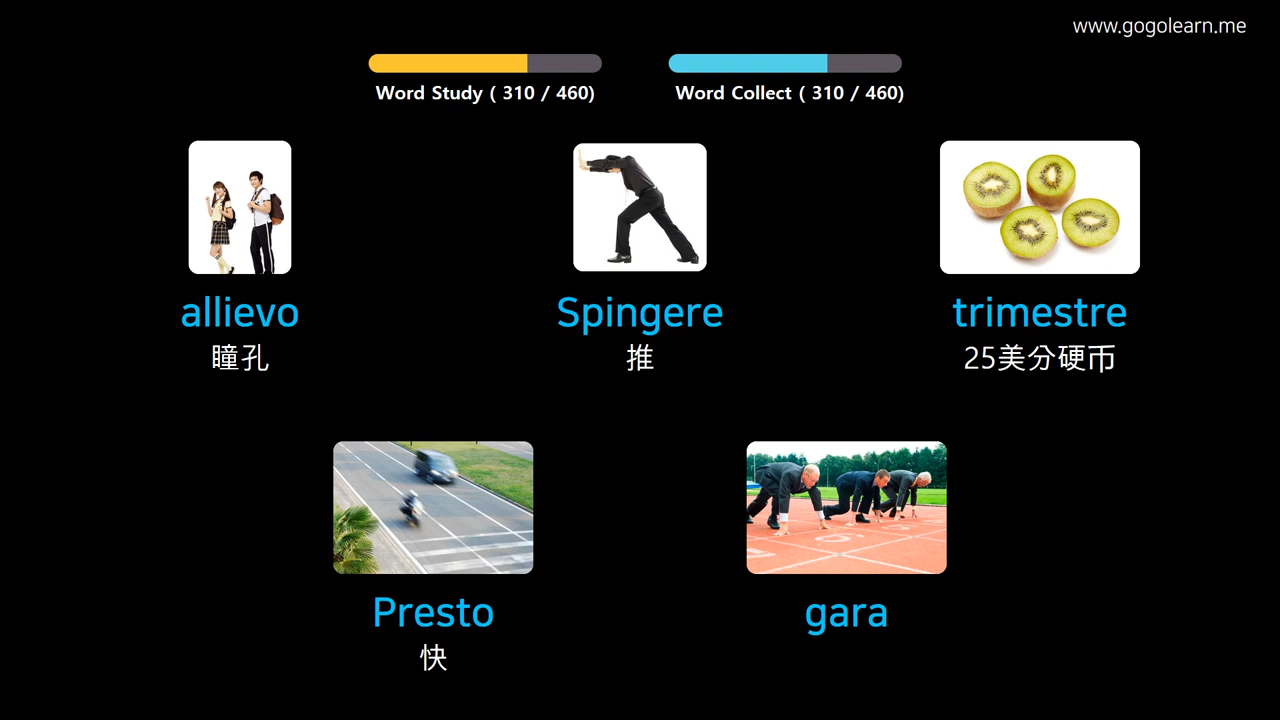 www.gogolearn.me
Word Study ( 310 / 460)
Word Collect ( 310 / 460)
allievo
瞳孔
Spingere
推
trimestre
25美分硬币
Presto
快
gara